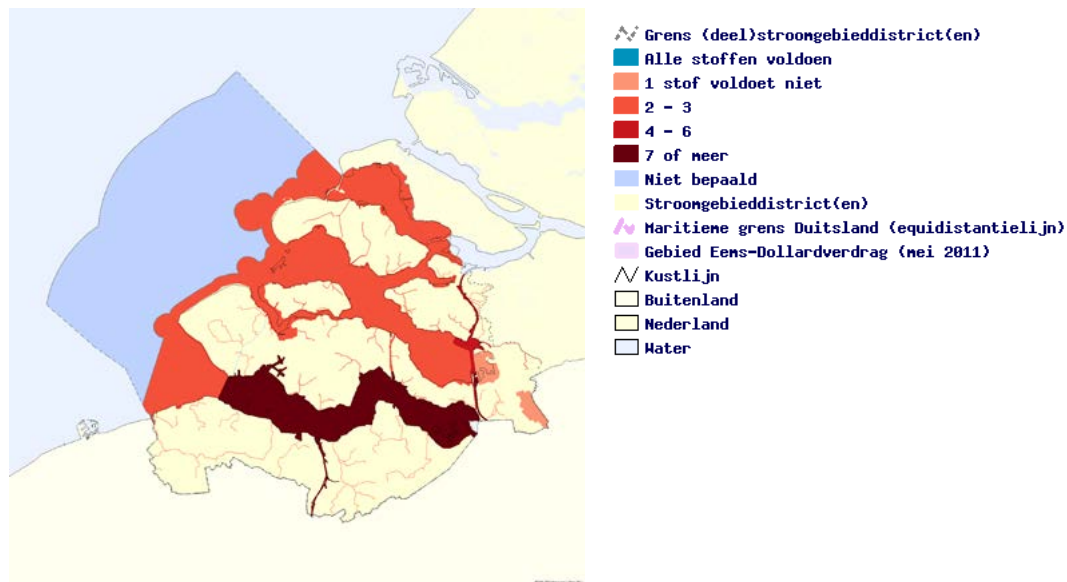 Grens (deel)stroomgebieddistrict(en)
Alle stoffen voldoen
1 stof voldoet niet
2 - 3
4 - 6
7 of meer
Niet bepaald
Stroomgebieddistrict(en)
Maritieme grens Duitsland (equidistantielijn)
Gebied Eems-Dollardverdrag (mei 2011)
Kustlijn
Buitenland
Nederland
Water